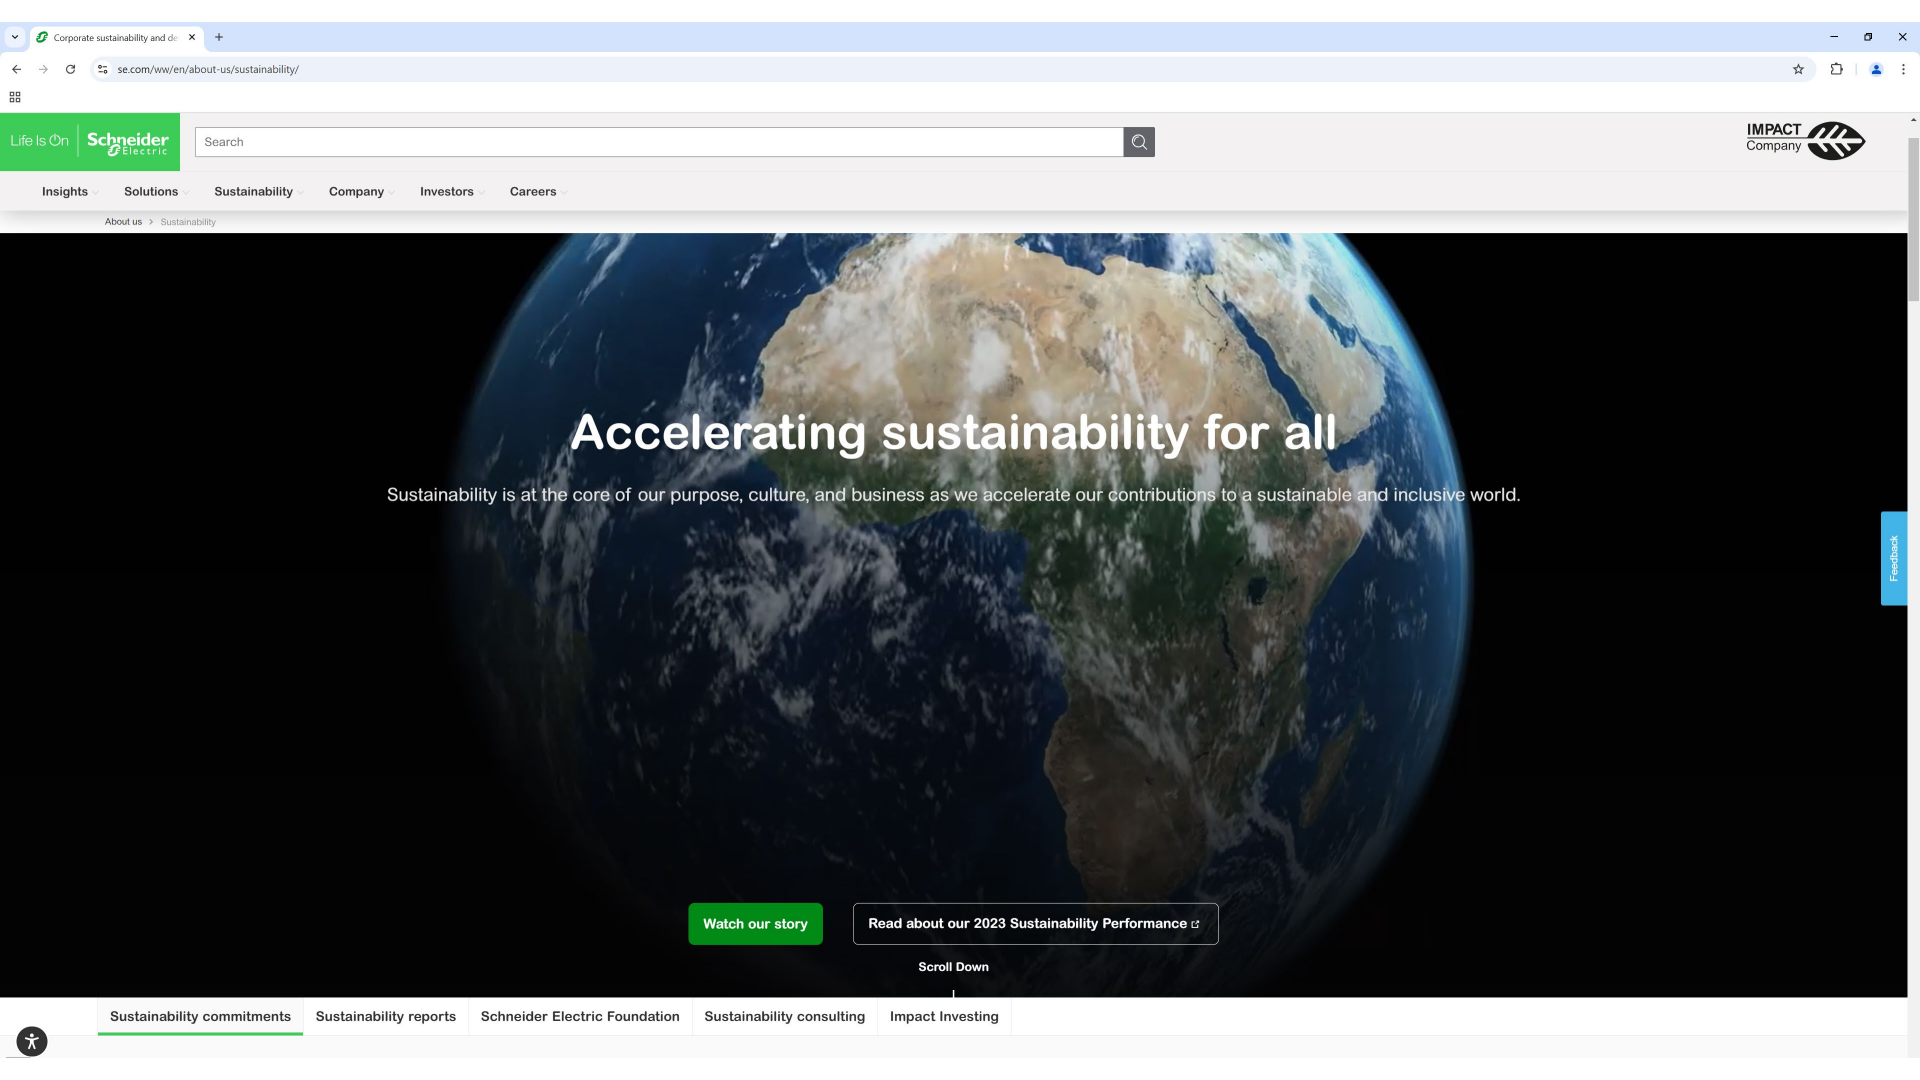 Corporate sustainability and de
se.com/ww/en/about-us/sustainability/
Life Is On
Schneider
Electric
Search
IMPACT
Company
Insights
Solutions
Sustainability
Company
Investors
Careers
About us > Sustainability
Accelerating sustainability for all
Sustainability is at the core of our purpose, culture, and business as we accelerate our contributions to a sustainable and inclusive world.
Feedback
Watch our story
Read about our 2023 Sustainability Performance
Scroll Down
Sustainability commitments
Sustainability reports
Schneider Electric Foundation
Sustainability consulting
Impact Investing